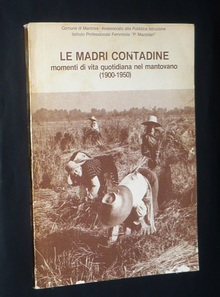 Comune di Mantova - Assessorato alla Pubblica Istruzione
Istituto Professionale Femminile
LE MADRI CONTADINE
momenti di vita quotidiana nel mantovano
(1900-1950)